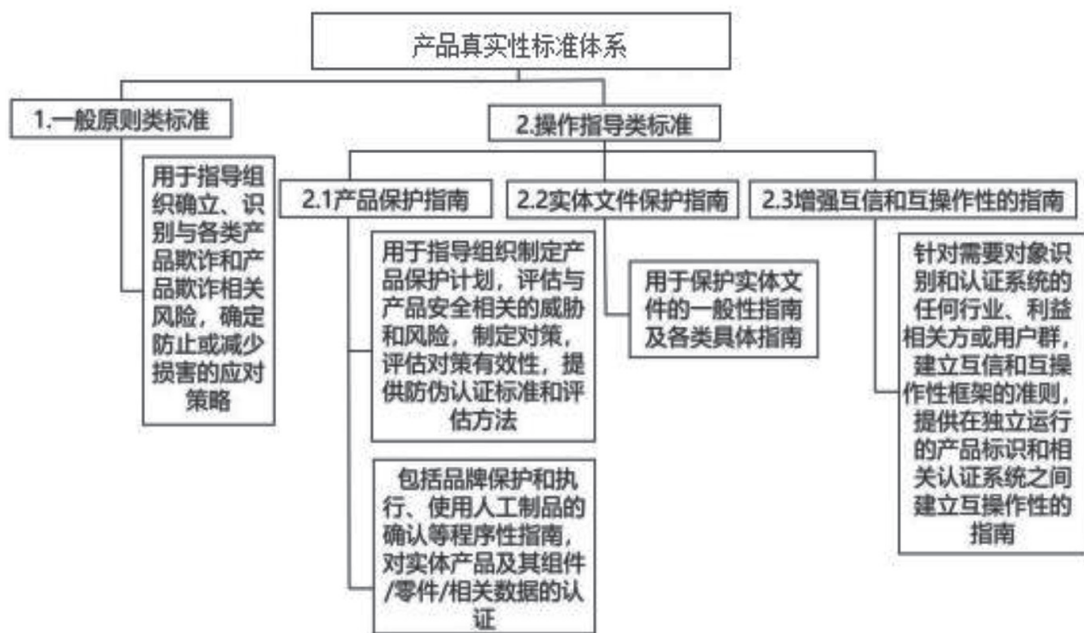 产品真实性标准体系
1.一般原则类标准
2.操作指导类标准
用于指导组
织确立、识
别与各类产
品欺诈和产
品欺诈相关
风险，确定
防止或减少
损害的应对
策略
2.1产品保护指南
2.2实体文件保护指南
2.3增强互信和互操作性的指南
用于指导组织制定产
品保护计划，评估与
产品安全相关的威胁
和风险，制定对策，
评估对策有效性，提
供防伪认证标准和评
估方法
包括品牌保护和执
行、使用人工制品的
确认等程序性指南，
对实体产品及其组件
/零件/相关数据的认
证
用于保护实体文
件的一般性指南
及各类具体指南
针对需要对象识
别和认证系统的
任何行业、利益
相关方或用户群，
建立互信和互操
作性框架的准则，
提供在独立运行
的产品标识和相
关认证系统之间
建立互操作性的
指南